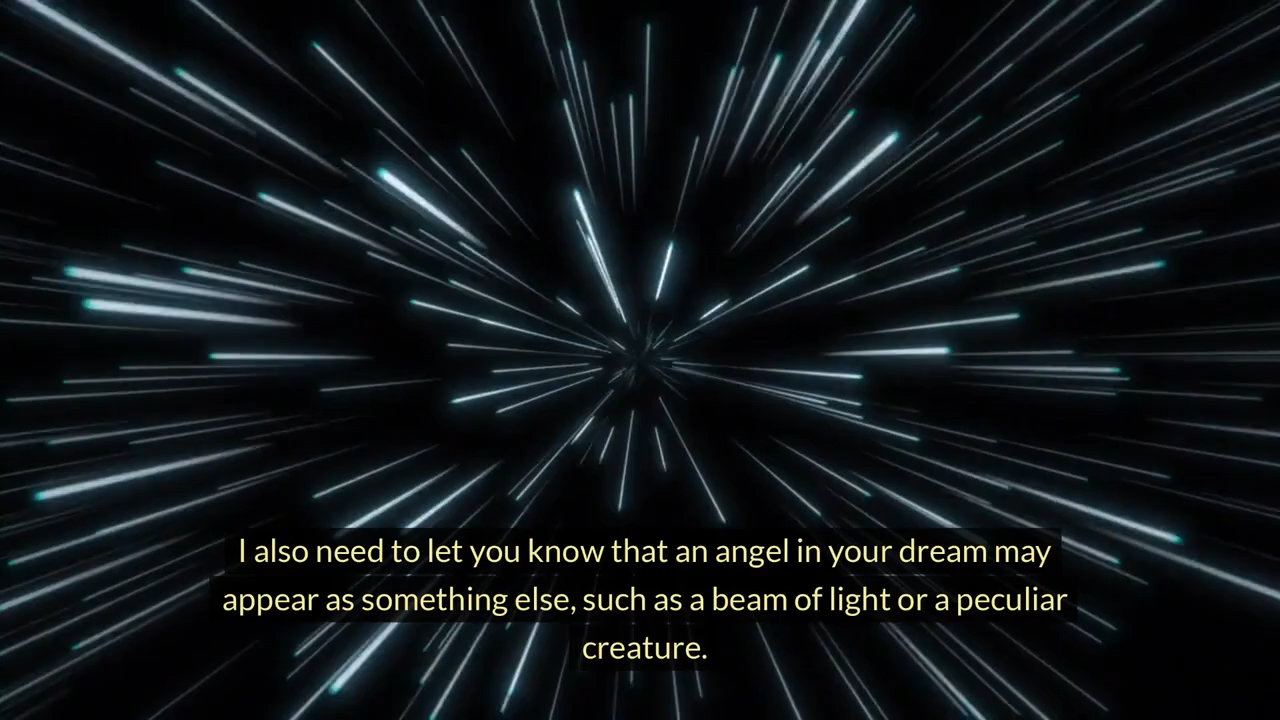 I also need to let you know that an angel in your dream may
appear as something else, such as a beam of light or a peculiar
creature.